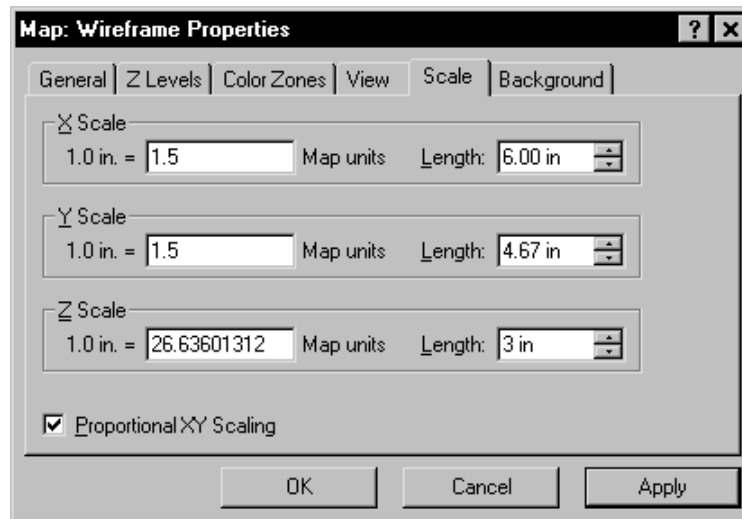 Map: Wireframe Properties
General Z Levels Color Zones View Scale Background
X Scale
1.0 in. = 1.5 Map units Length: 6.00 in
Y Scale
1.0 in. = 1.5 Map units Length: 4.67 in
Z Scale
1.0 in. = 26.63601312 Map units Length: 3 in
Proportional XY Scaling
OK Cancel Apply